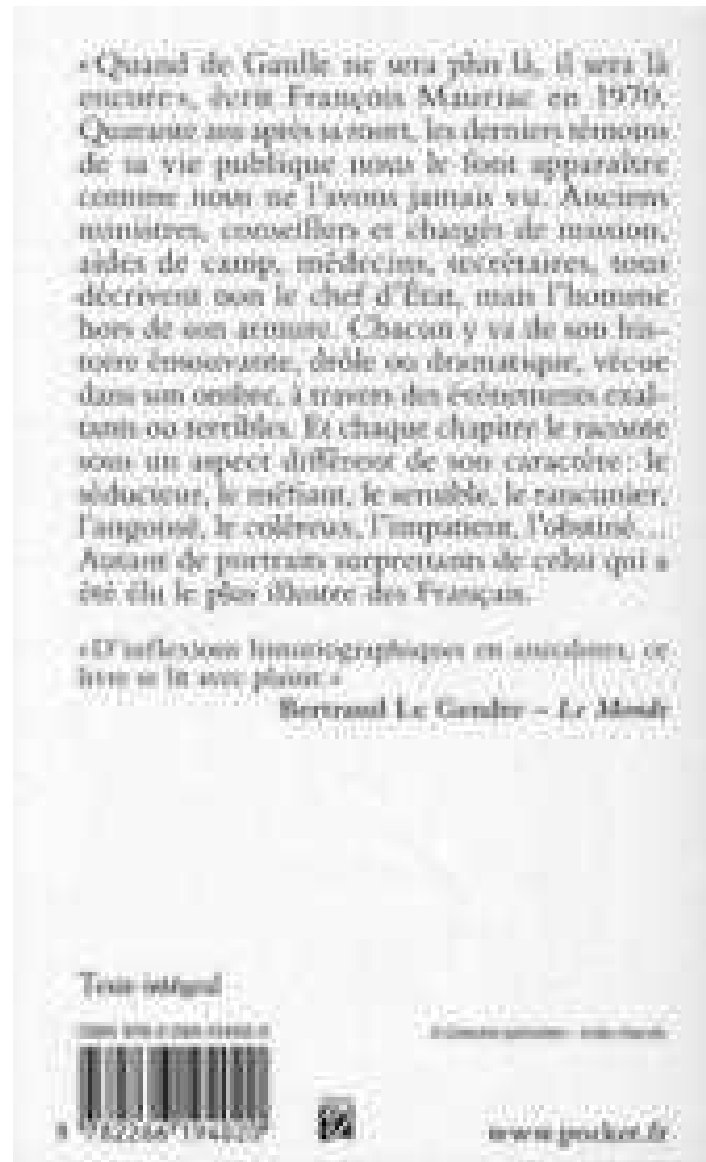 « Quand de Gaulle ne sera plus là, il sera là
encore », écrit François Mauriac en 1970.
Quarante ans après sa mort, les derniers témoins
de sa vie publique nous le font apparaître
comme nous ne l'avons jamais vu. Anciens
ministres, conseillers et chargés de mission,
aides de camp, médecins, secrétaires, tous
décrivent non le chef d'État, mais l'homme
hors de son armure. Chacun y va de son his-
toire émouvante, drôle ou dramatique, vécue
dans son ombre, à travers des événements exal-
tants ou terribles. Et chaque chapitre le raconte
sous un aspect différent de son caractère : le
séducteur, le méfiant, le sensible, le rancunier,
l'angoissé, le coléreux, l'impatient, l'obstiné...
Autant de portraits surprenants de celui qui a
été élu le plus illustre des Français.
« D'inflexions historiographiques en anecdotes, ce
livre se lit avec plaisir. »
Bertrand Le Gendre – Le Monde
Texte intégral
www.pocket.fr